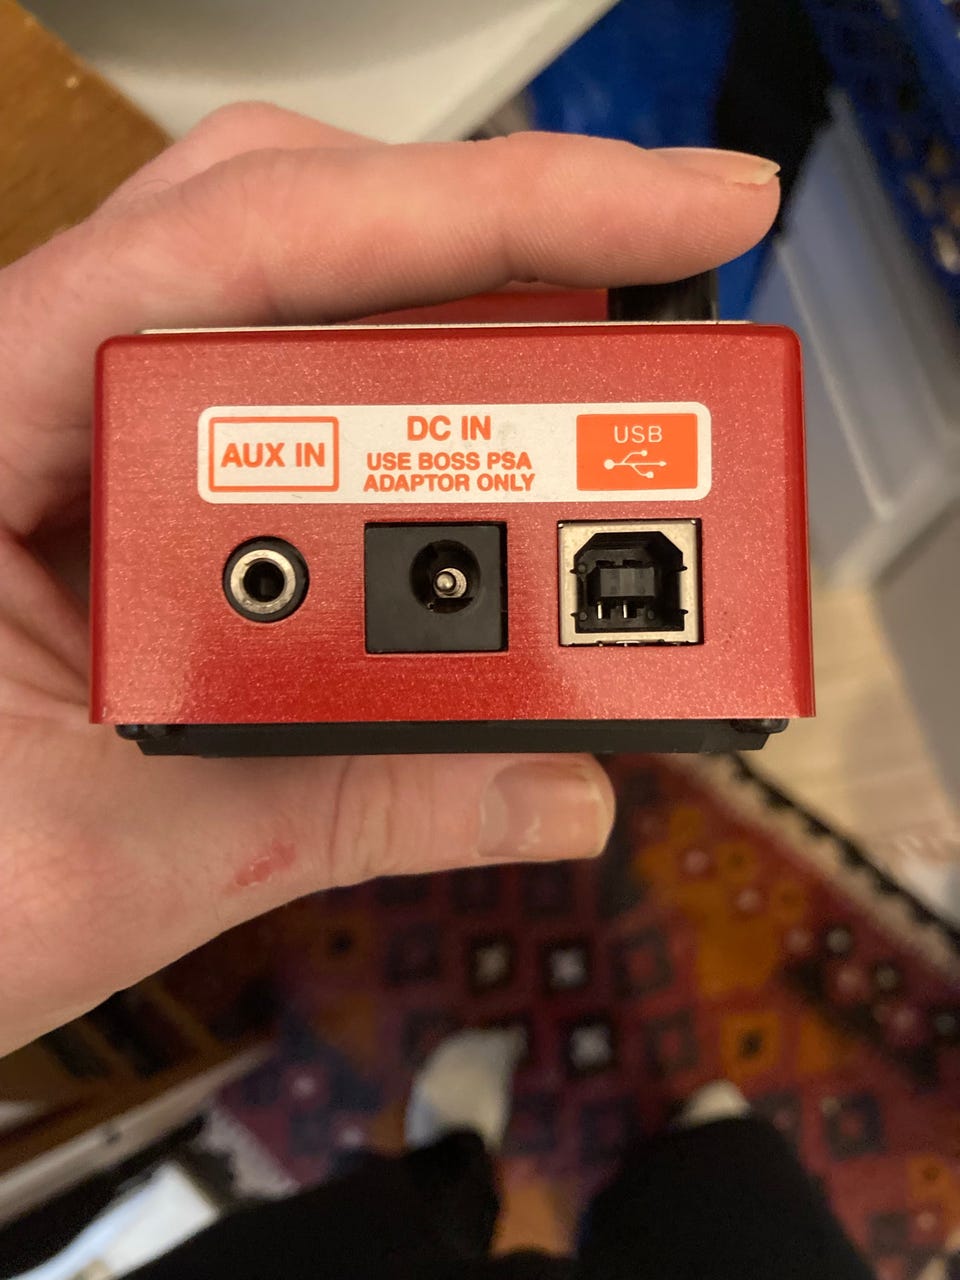 AUX IN
DC IN
USE BOSS PSA
ADAPTOR ONLY
USB